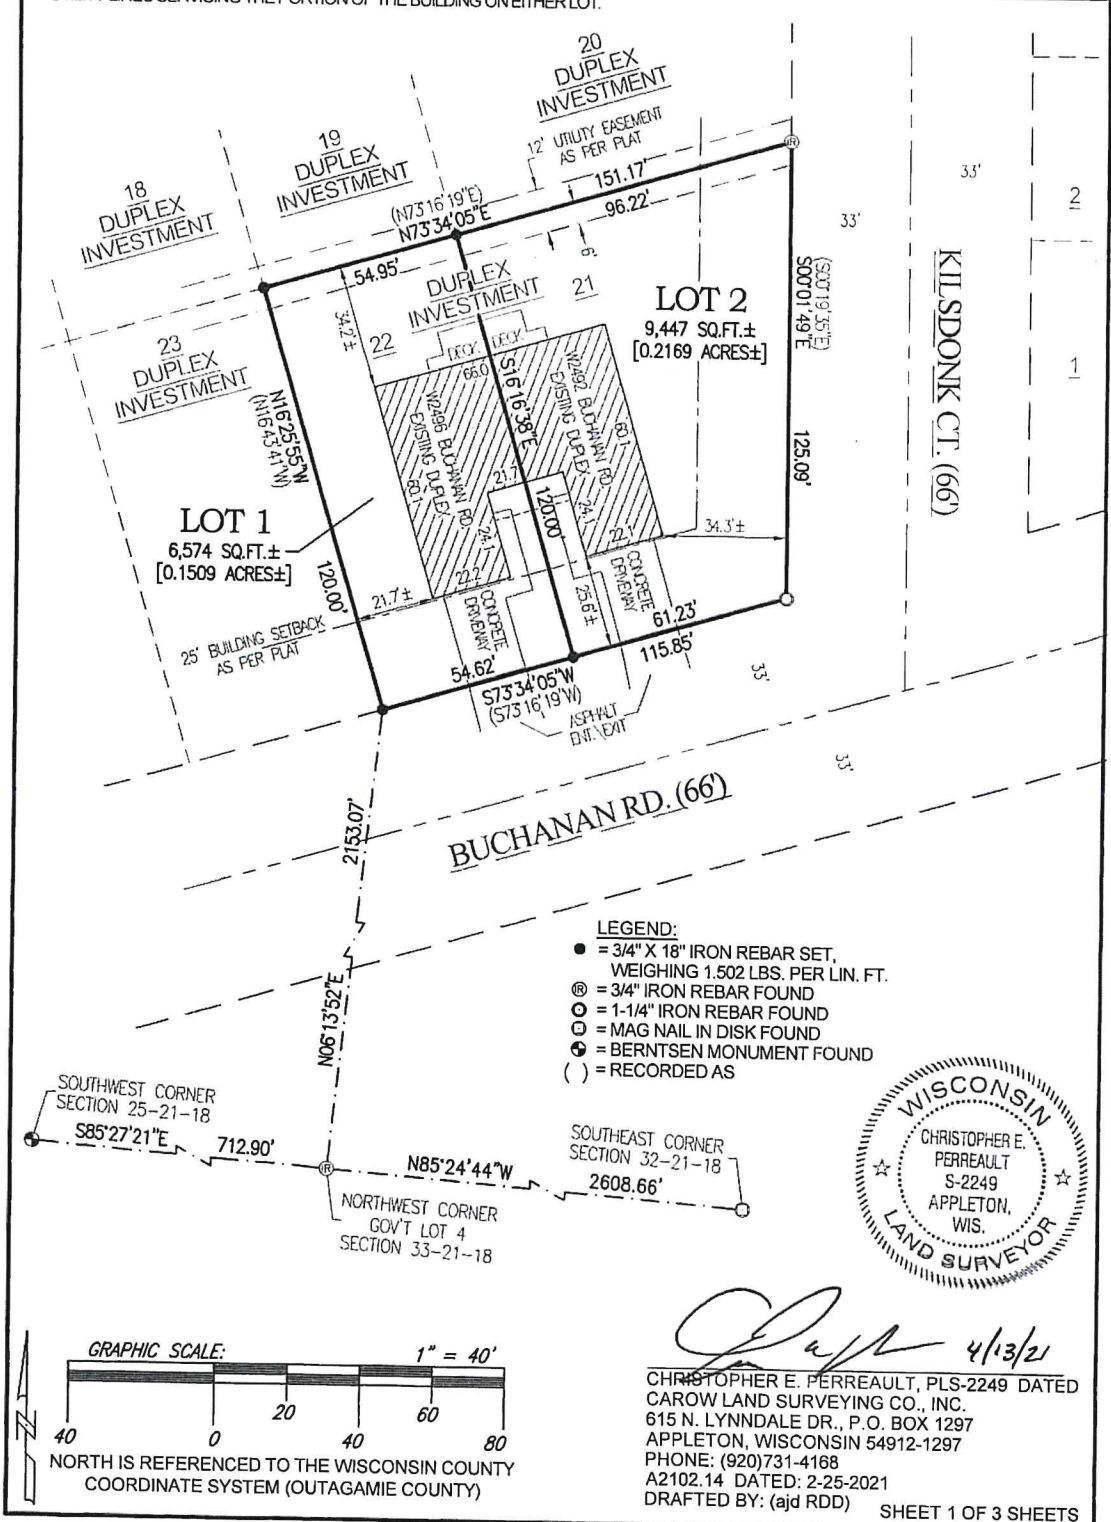 UTILITY LINES SERVICING THE PORTION OF THE BUILDING ON EITHER LOT.
20
DUPLEX
INVESTMENT
19
DUPLEX
INVESTMENT
18
DUPLEX
INVESTMENT
12' UTILITY EASEMENT
AS PER PLAT
(N73°16'19"E)
N73°34'05"E
151.17'
96.22'
54.95'
6'
33'
33'
2
1
KILSDONK CT. (66')
(S00°19'35"E)
S00°01'49"E
125.09'
DUPLEX
INVESTMENT
22
21
LOT 2
9,447 SQ.FT.±
[0.2169 ACRES±]
34.2'±
23
DUPLEX
INVESTMENT
N16°25'55"W
(N16°43'41"W)
120.00'
DECK
DECK
66.0
S16°16'38"E
120.00'
W2496 BUCHANAN RD.
EXISTING DUPLEX
60.1
W2492 BUCHANAN RD.
EXISTING DUPLEX
60.1
21.7
24.1
24.1
22.2
22.1
LOT 1
6,574 SQ.FT.±
[0.1509 ACRES±]
21.7'±
34.3'±
25.6'±
CONCRETE
DRIVEWAY
CONCRETE
DRIVEWAY
25' BUILDING SETBACK
AS PER PLAT
54.62'
61.23'
115.85'
S73°34'05"W
(S73°16'19"W)
ASPHALT
ENT.\EXIT
33'
33'
BUCHANAN RD. (66')
2153.07'
N06°13'52"E
LEGEND:
= 3/4" X 18" IRON REBAR SET,
WEIGHING 1.502 LBS. PER LIN. FT.
IR = 3/4" IRON REBAR FOUND
= 1-1/4" IRON REBAR FOUND
= MAG NAIL IN DISK FOUND
= BERNTSEN MONUMENT FOUND
( ) = RECORDED AS
SOUTHWEST CORNER
SECTION 25-21-18
S85°27'21"E 712.90'
IR
N85°24'44"W 2608.66'
SOUTHEAST CORNER
SECTION 32-21-18
NORTHWEST CORNER
GOV'T LOT 4
SECTION 33-21-18
WISCONSIN
CHRISTOPHER E.
PERREAULT
S-2249
APPLETON,
WIS.
LAND SURVEYOR
GRAPHIC SCALE: 1" = 40'
40 0 20 40 60 80
N
NORTH IS REFERENCED TO THE WISCONSIN COUNTY
COORDINATE SYSTEM (OUTAGAMIE COUNTY)
4/13/21
CHRISTOPHER E. PERREAULT, PLS-2249 DATED
CAROW LAND SURVEYING CO., INC.
615 N. LYNNDALE DR., P.O. BOX 1297
APPLETON, WISCONSIN 54912-1297
PHONE: (920)731-4168
A2102.14 DATED: 2-25-2021
DRAFTED BY: (ajd RDD)
SHEET 1 OF 3 SHEETS